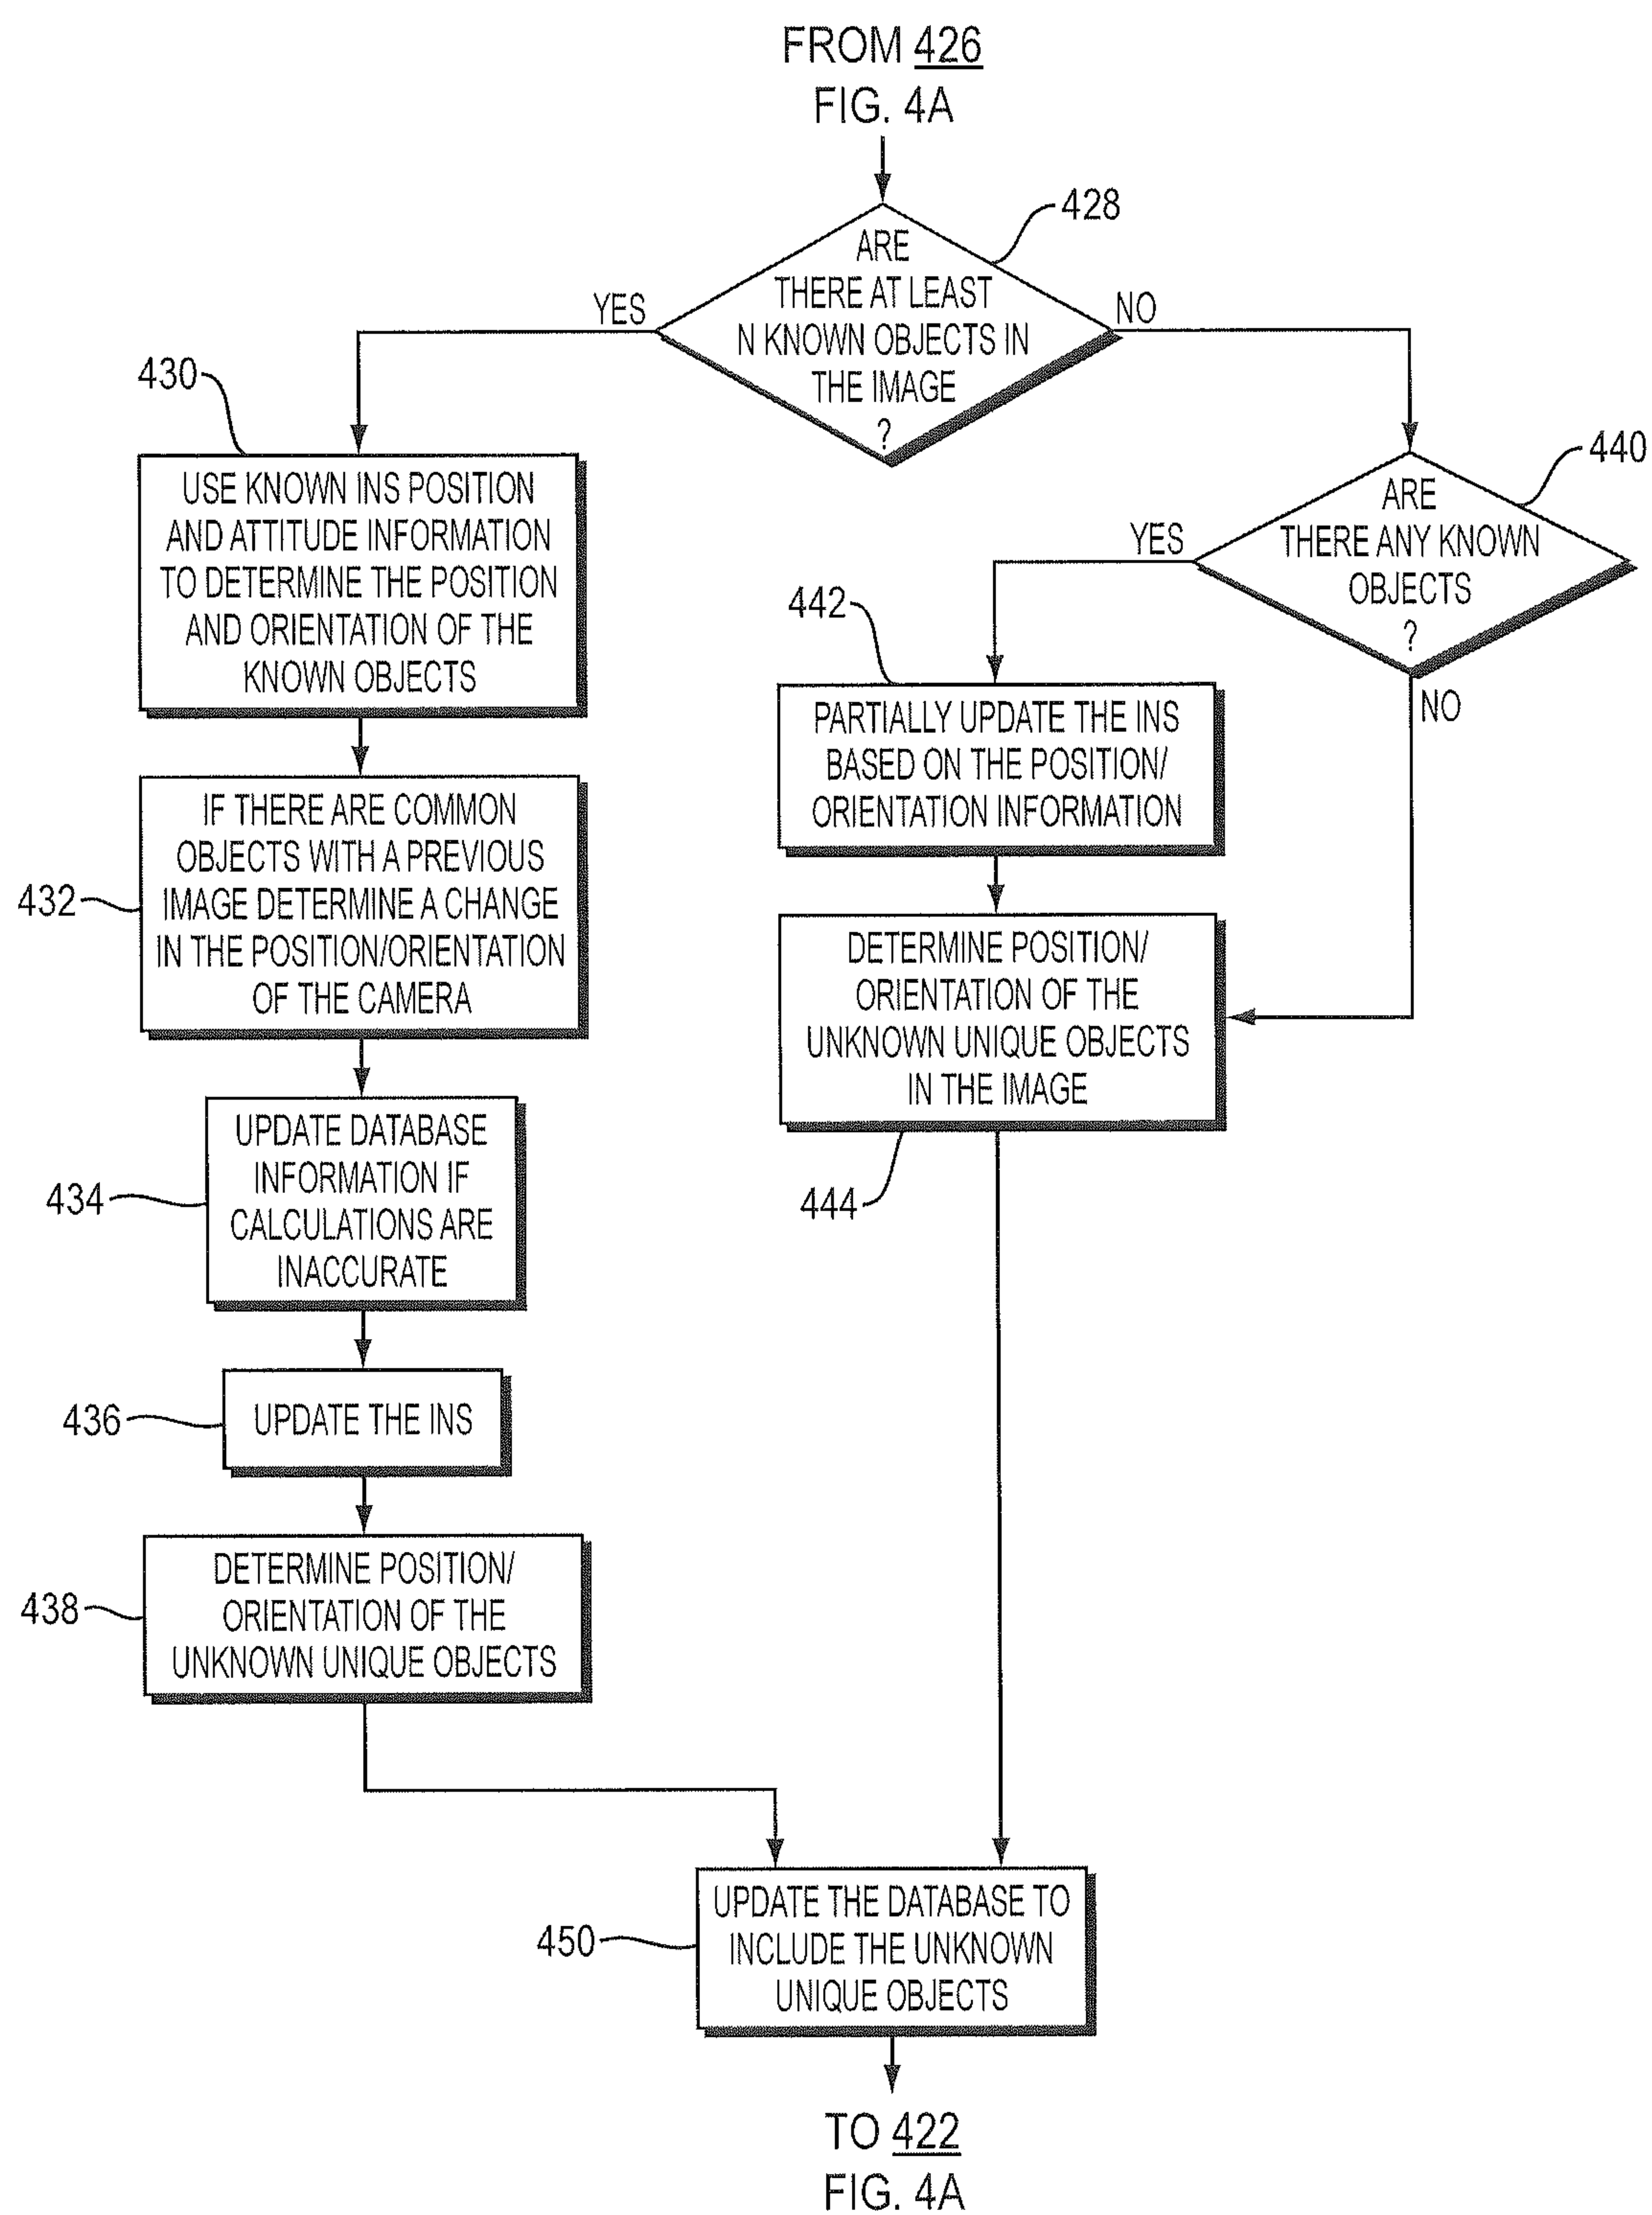 FROM 426
FIG. 4A
428
ARE
THERE AT LEAST
N KNOWN OBJECTS IN
THE IMAGE
?
YES
NO
430
USE KNOWN INS POSITION
AND ATTITUDE INFORMATION
TO DETERMINE THE POSITION
AND ORIENTATION OF THE
KNOWN OBJECTS
440
ARE
THERE ANY KNOWN
OBJECTS
?
YES
NO
442
PARTIALLY UPDATE THE INS
BASED ON THE POSITION/
ORIENTATION INFORMATION
432
IF THERE ARE COMMON
OBJECTS WITH A PREVIOUS
IMAGE DETERMINE A CHANGE
IN THE POSITION/ORIENTATION
OF THE CAMERA
DETERMINE POSITION/
ORIENTATION OF THE
UNKNOWN UNIQUE OBJECTS
IN THE IMAGE
444
434
UPDATE DATABASE
INFORMATION IF
CALCULATIONS ARE
INACCURATE
436
UPDATE THE INS
438
DETERMINE POSITION/
ORIENTATION OF THE
UNKNOWN UNIQUE OBJECTS
450
UPDATE THE DATABASE TO
INCLUDE THE UNKNOWN
UNIQUE OBJECTS
TO 422
FIG. 4A